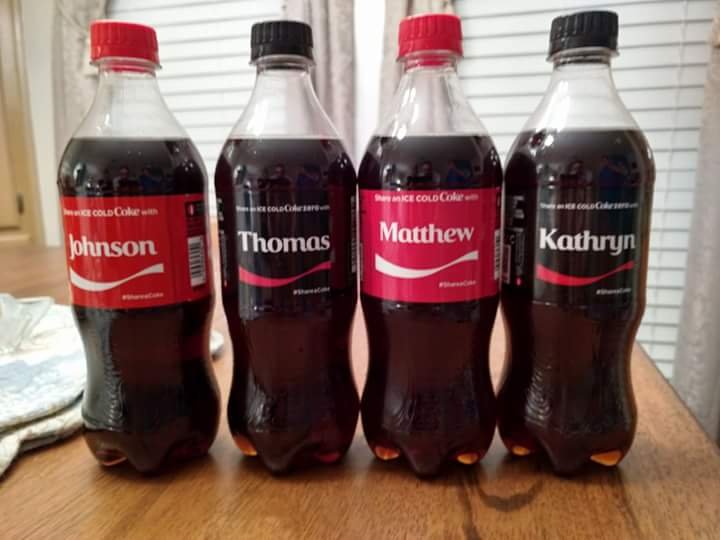 Share an ICE COLD Coke with
Johnson
#ShareaCoke
Share an ICE COLD Coke zero with
Thomas
#ShareaCoke
Share an ICE COLD Coke with
Matthew
#ShareaCoke
Share an ICE COLD Coke zero with
Kathryn
#ShareaCoke